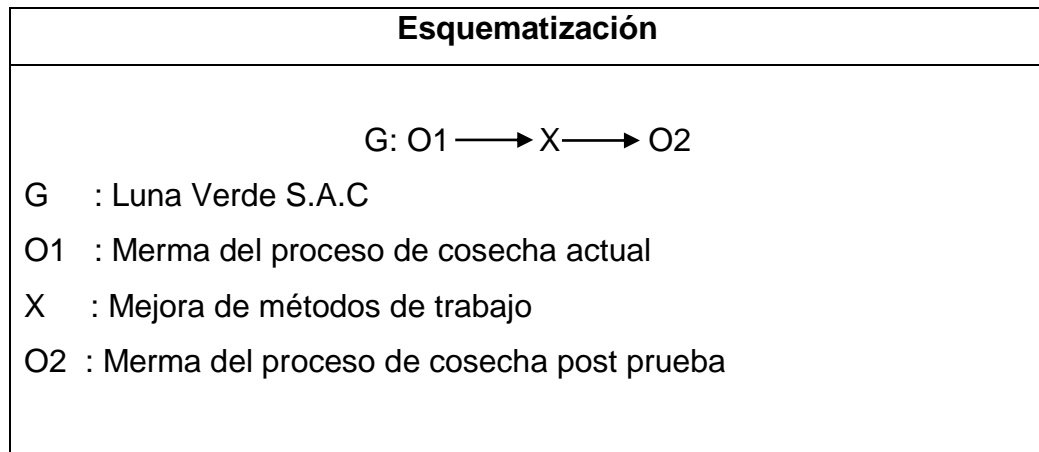 Esquematización
G: O1 → X → O2
G : Luna Verde S.A.C
O1 : Merma del proceso de cosecha actual
X : Mejora de métodos de trabajo
O2 : Merma del proceso de cosecha post prueba